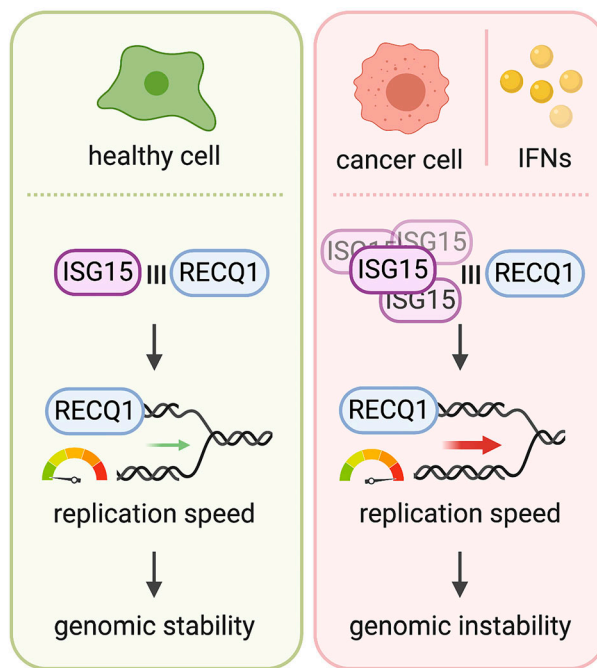 healthy cell
ISG15
RECQ1
RECQ1
replication speed
genomic stability
cancer cell
IFNs
ISG15
ISG15
ISG15
ISG15
RECQ1
RECQ1
replication speed
genomic instability